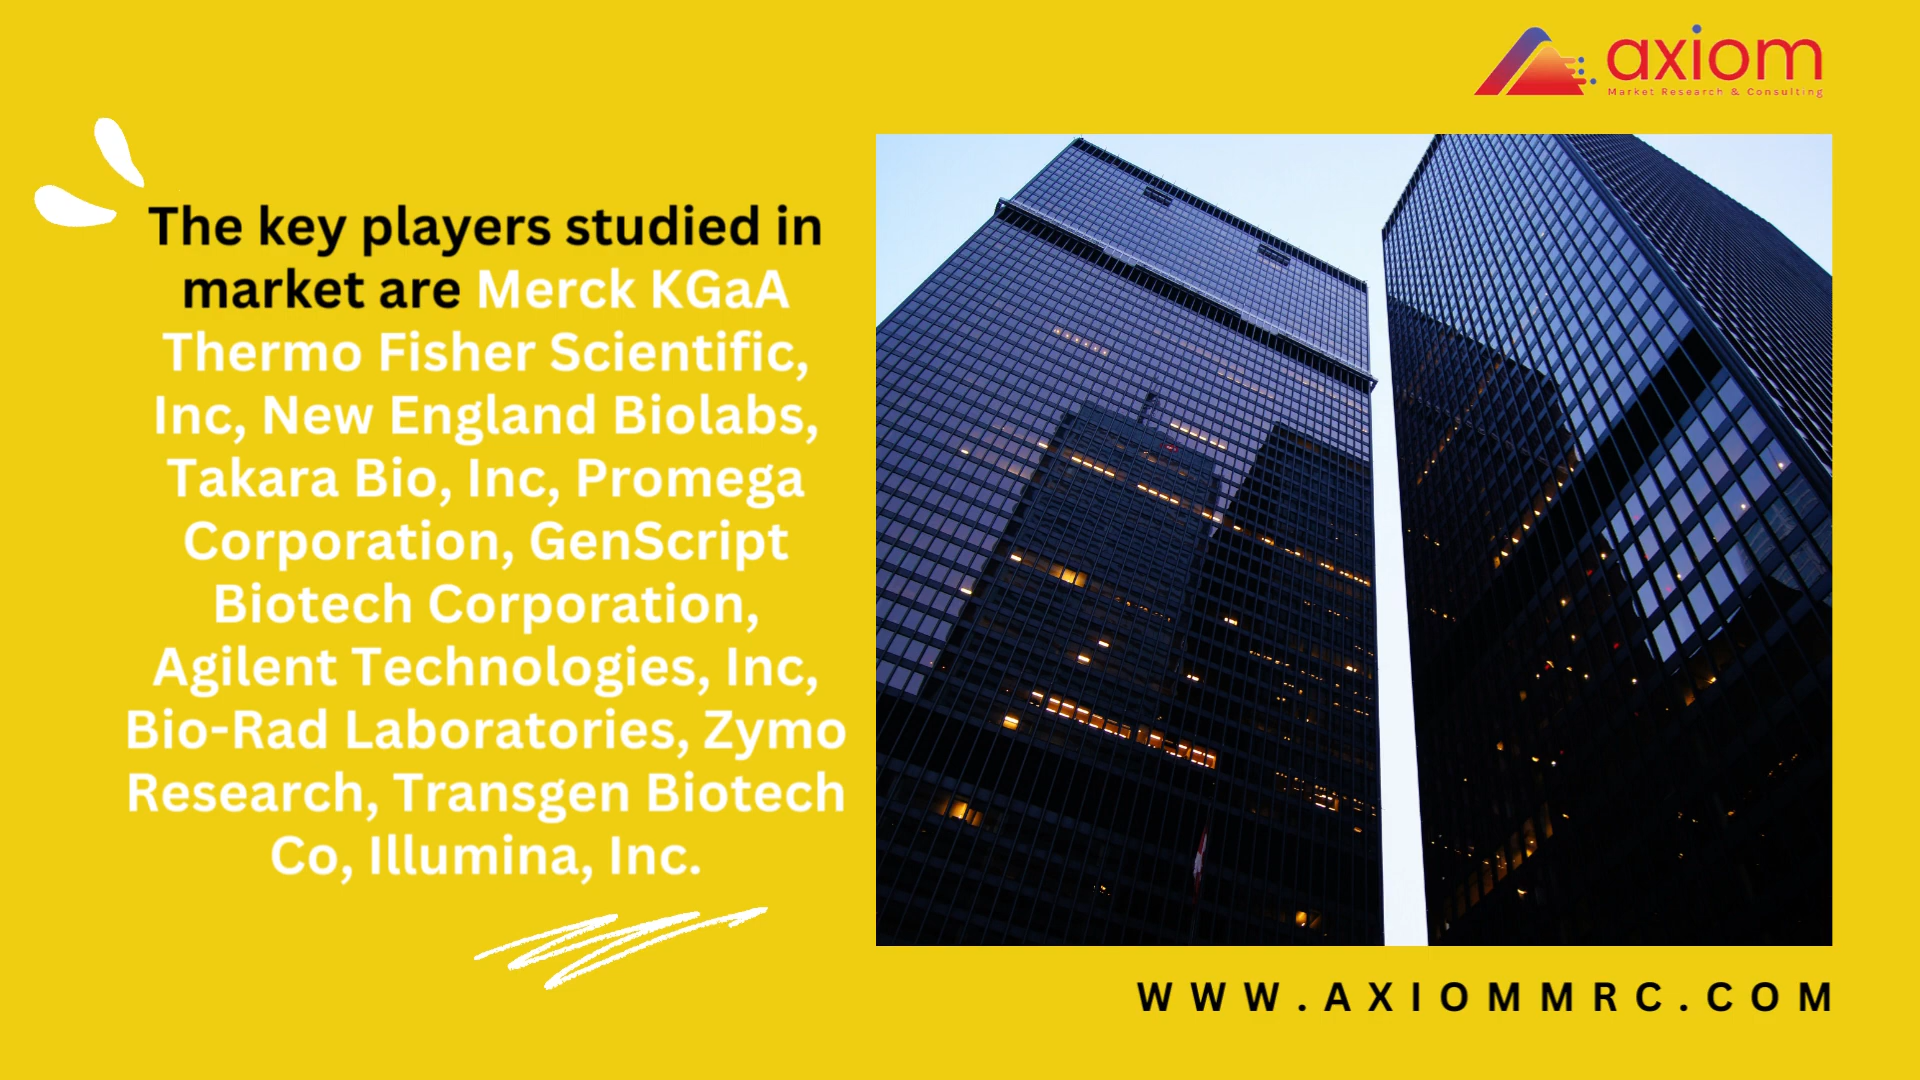 axiom
Market Research & Consulting
The key players studied in
market are Merck KGaA
Thermo Fisher Scientific,
Inc, New England Biolabs,
Takara Bio, Inc, Promega
Corporation, GenScript
Biotech Corporation,
Agilent Technologies, Inc,
Bio-Rad Laboratories, Zymo
Research, Transgen Biotech
Co, Illumina, Inc.
WWW.AXIOMMRC.COM